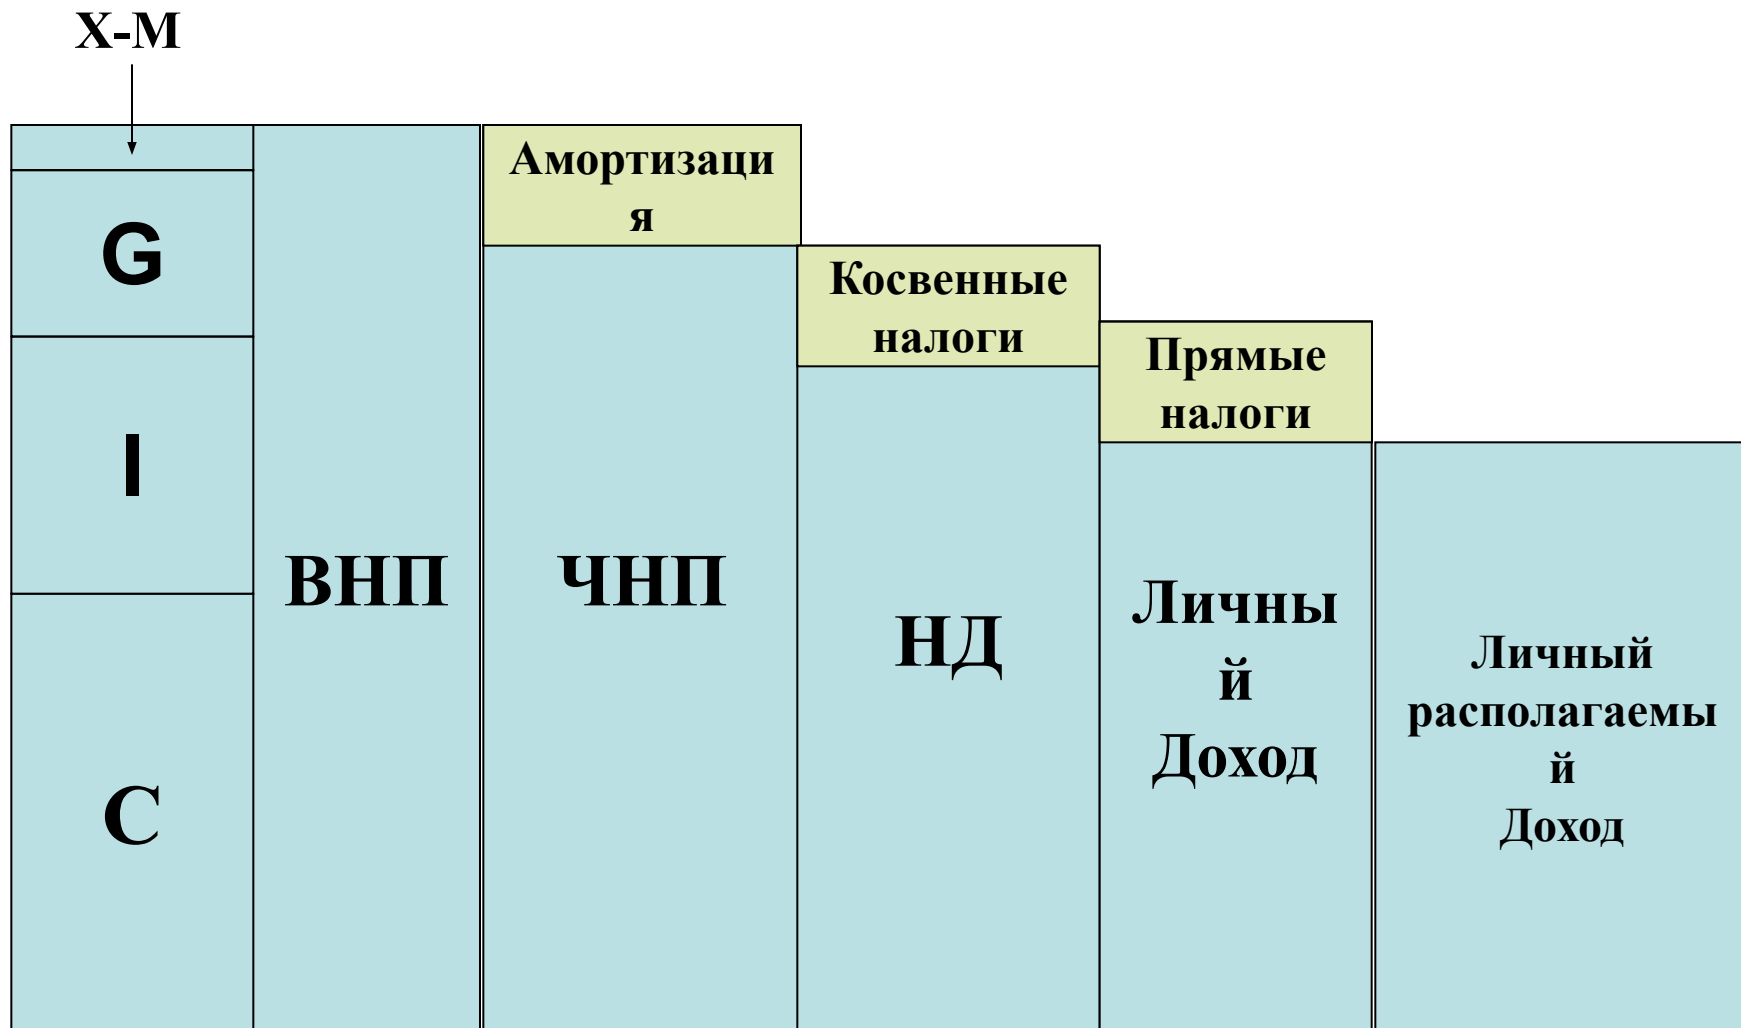 X-M
G
I
C
ВНП
Амортизаци
я
ЧНП
Косвенные
налоги
НД
Прямые
налоги
Личны
й
Доход
Личный
располагаемы
й
Доход